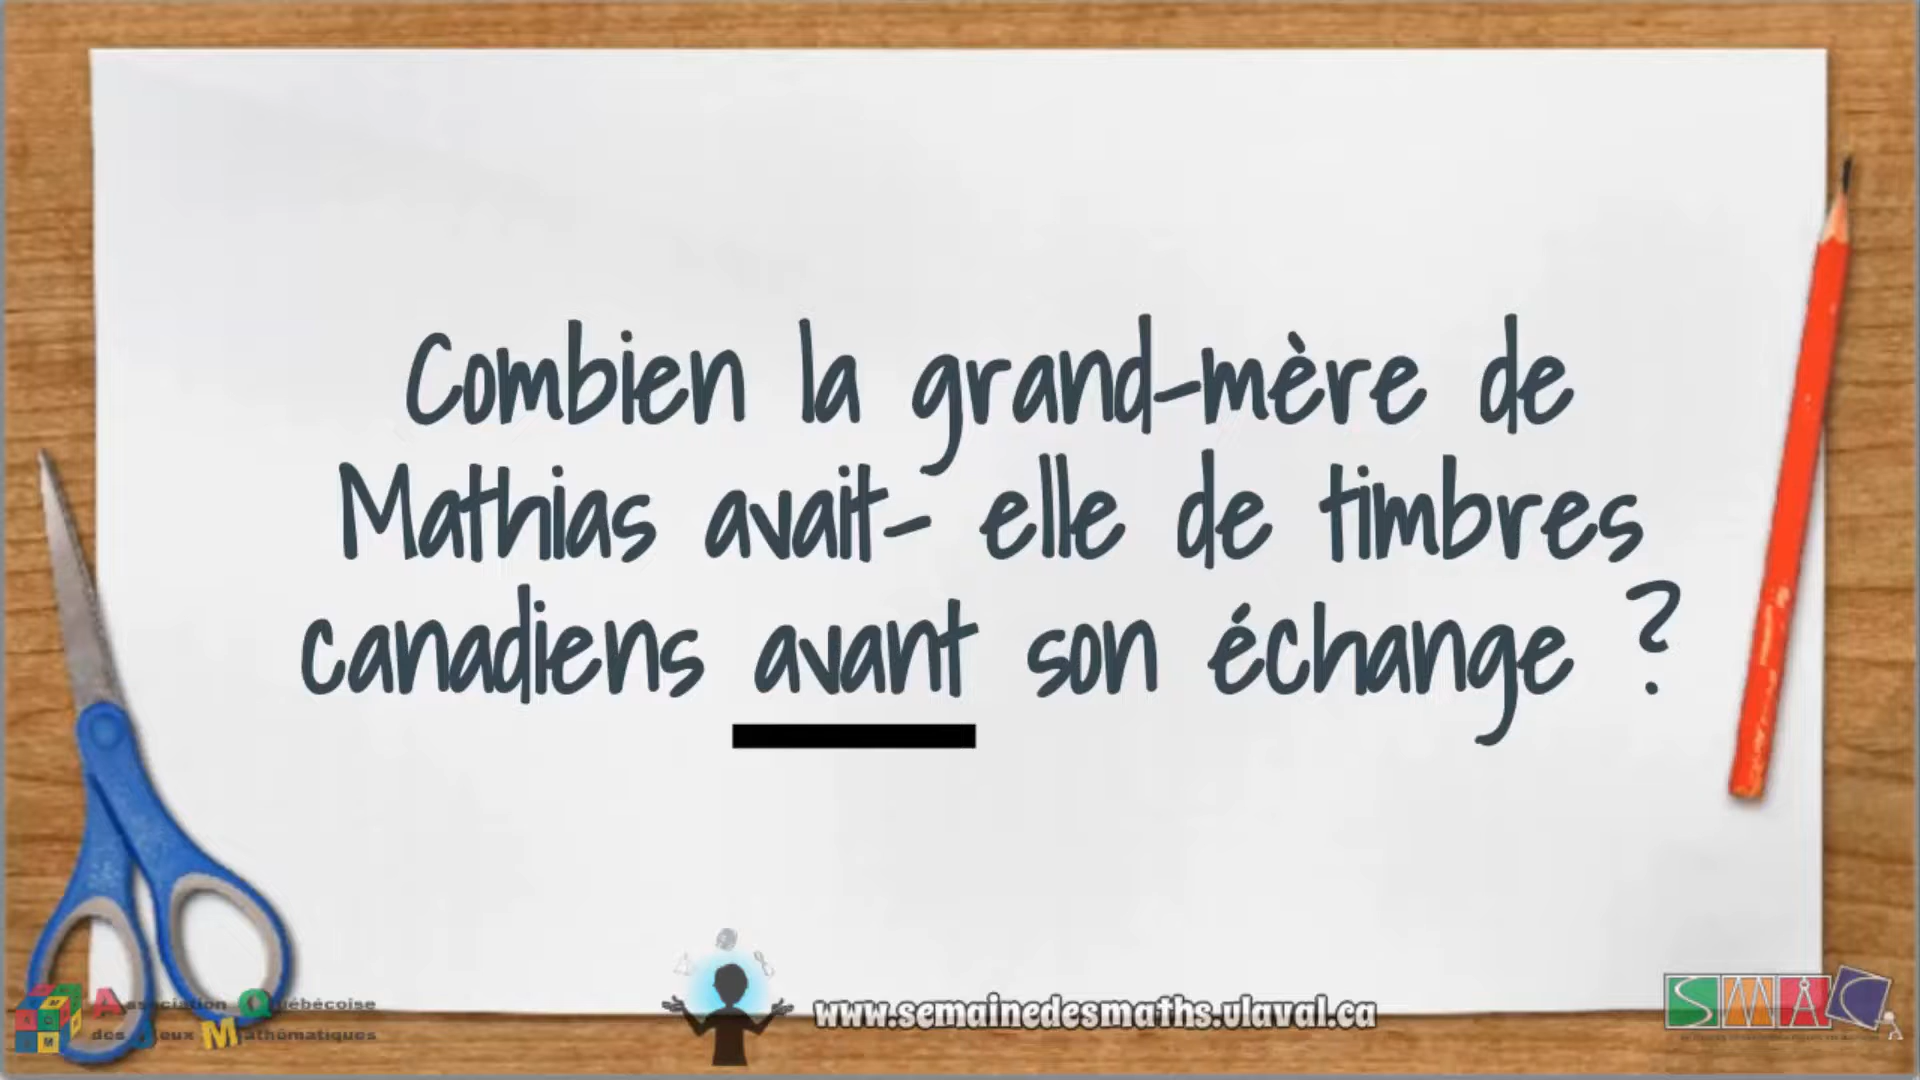 Combien la grand-mère de
Mathias avait- elle de timbres
canadiens avant son échange ?
Association Québécoise
des Jeux Mathématiques
www.semainedesmaths.ulaval.ca
SMAC